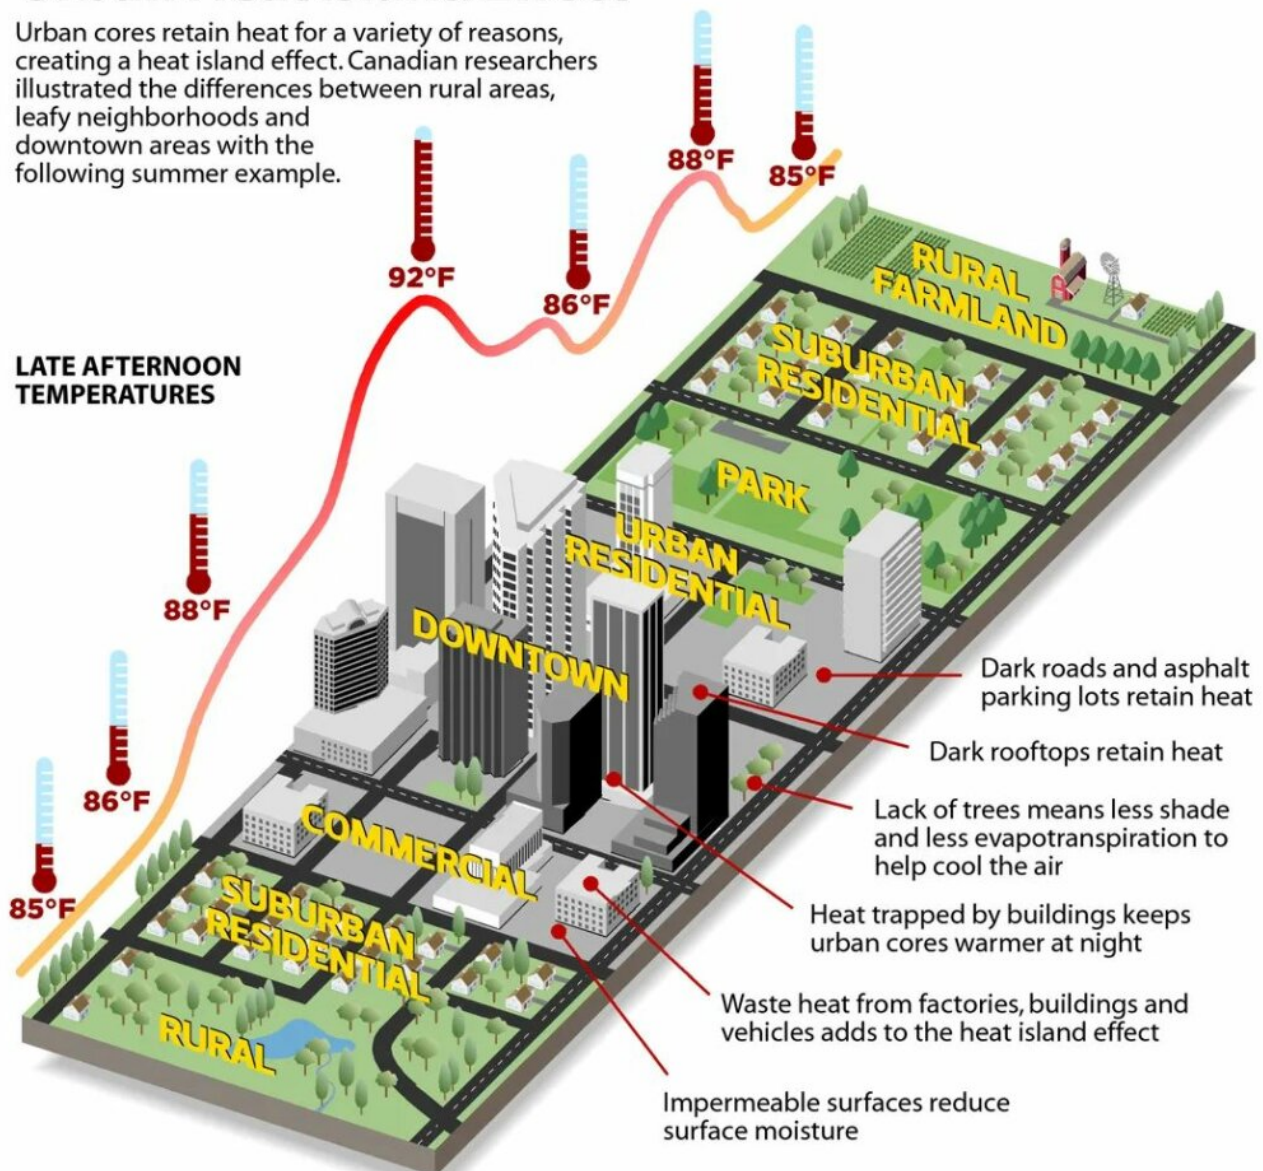 Urban cores retain heat for a variety of reasons,
creating a heat island effect. Canadian researchers
illustrated the differences between rural areas,
leafy neighborhoods and
downtown areas with the
following summer example.
88°F
85°F
92°F
86°F
LATE AFTERNOON
TEMPERATURES
88°F
86°F
85°F
RURAL
FARMLAND
SUBURBAN
RESIDENTIAL
PARK
URBAN
RESIDENTIAL
DOWNTOWN
COMMERCIAL
SUBURBAN
RESIDENTIAL
RURAL
Dark roads and asphalt
parking lots retain heat
Dark rooftops retain heat
Lack of trees means less shade
and less evapotranspiration to
help cool the air
Heat trapped by buildings keeps
urban cores warmer at night
Waste heat from factories, buildings and
vehicles adds to the heat island effect
Impermeable surfaces reduce
surface moisture